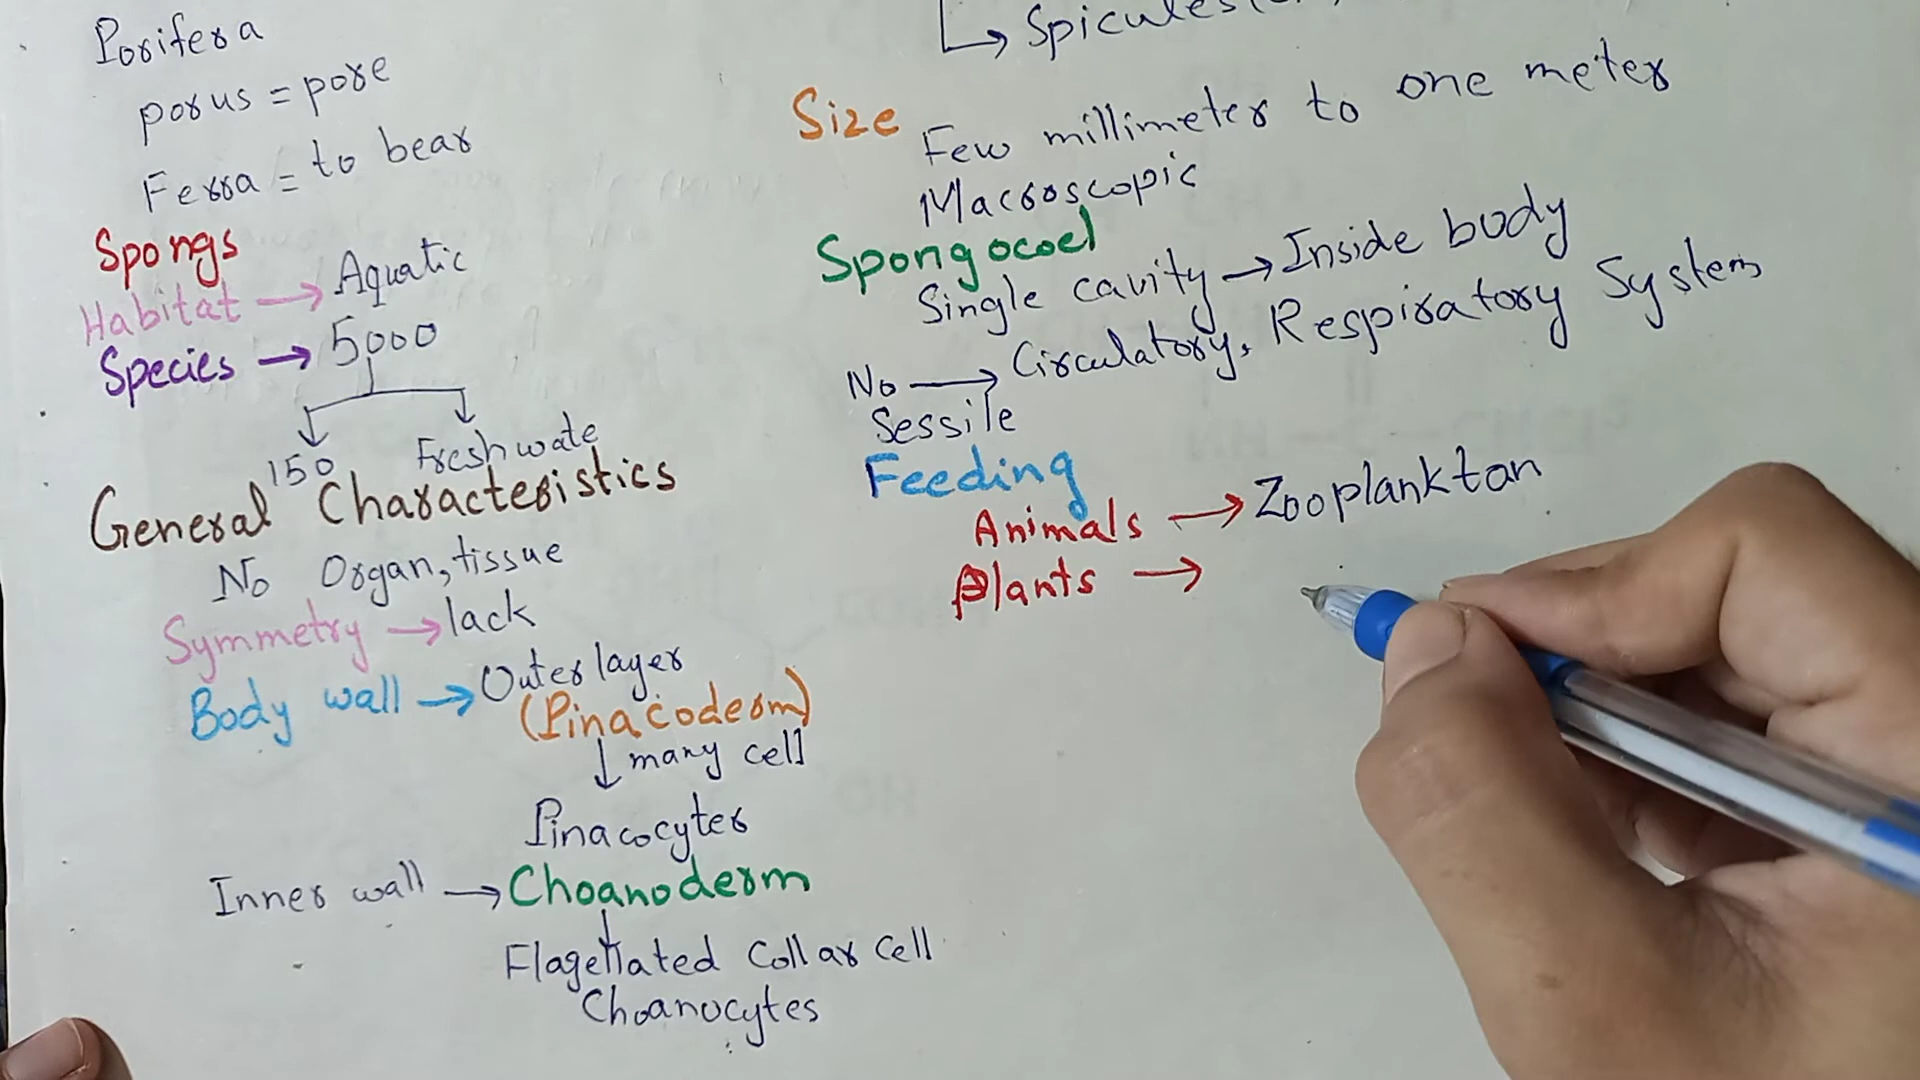 Porifera
porus = pore
Ferra = to bear
Spongs
Habitat → Aquatic
Species → 5000
150 Freshwate
General Characteristics
No Organ, tissue
Symmetry → lack
Body wall → Outer layer
(Pinacoderm)
↓ many cell
Pinacocyter
Inner wall → Choanoderm
Flagellated Collar Cell
Choanocytes
→ Spicules
Size
Few millimeter to one meter
Macroscopic
Spongocoel
Single cavity → Inside body
No → Circulatory, Respiratory System
Sessile
Feeding
Animals → Zooplanktan
Plants →